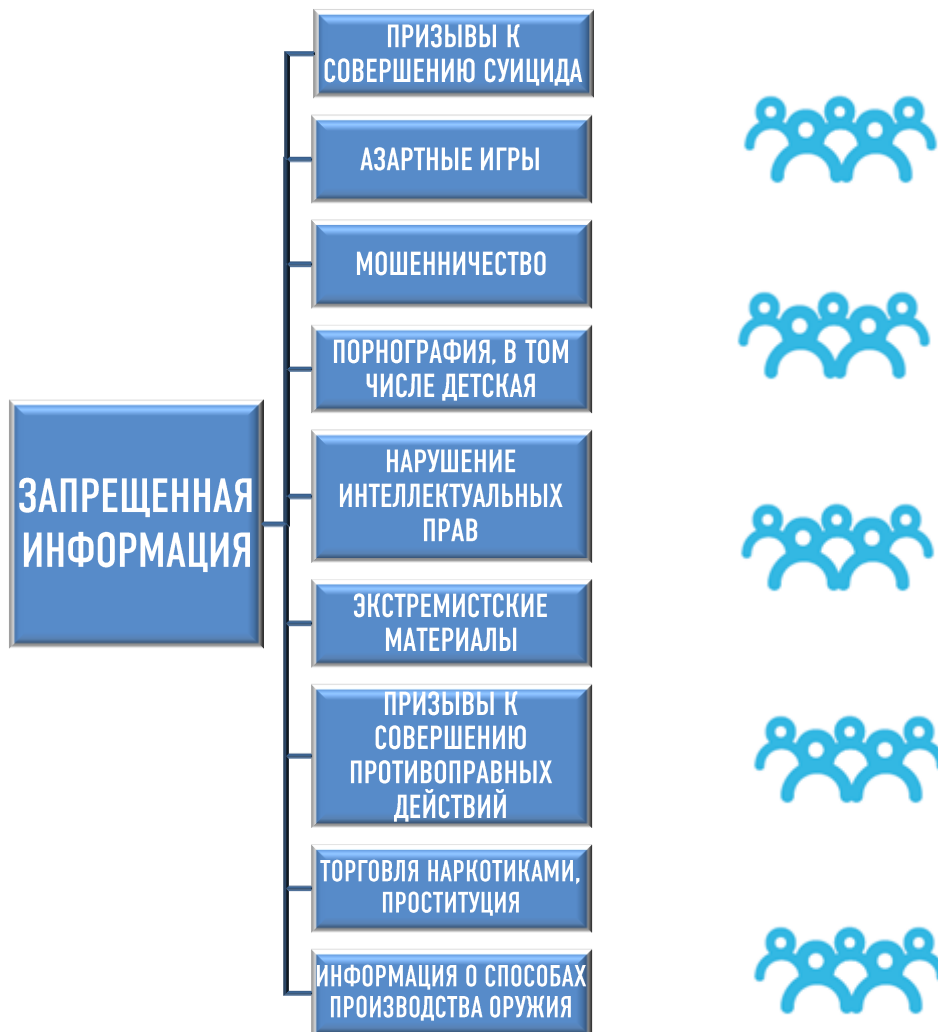 ПРИЗЫВЫ К
СОВЕРШЕНИЮ СУИЦИДА
АЗАРТНЫЕ ИГРЫ
МОШЕННИЧЕСТВО
ПОРНОГРАФИЯ, В ТОМ
ЧИСЛЕ ДЕТСКАЯ
ЗАПРЕЩЕННАЯ
ИНФОРМАЦИЯ
НАРУШЕНИЕ
ИНТЕЛЛЕКТУАЛЬНЫХ
ПРАВ
ЭКСТРЕМИСТСКИЕ
МАТЕРИАЛЫ
ПРИЗЫВЫ К
СОВЕРШЕНИЮ
ПРОТИВОПРАВНЫХ
ДЕЙСТВИЙ
ТОРГОВЛЯ НАРКОТИКАМИ,
ПРОСТИТУЦИЯ
ИНФОРМАЦИЯ О СПОСОБАХ
ПРОИЗВОДСТВА ОРУЖИЯ